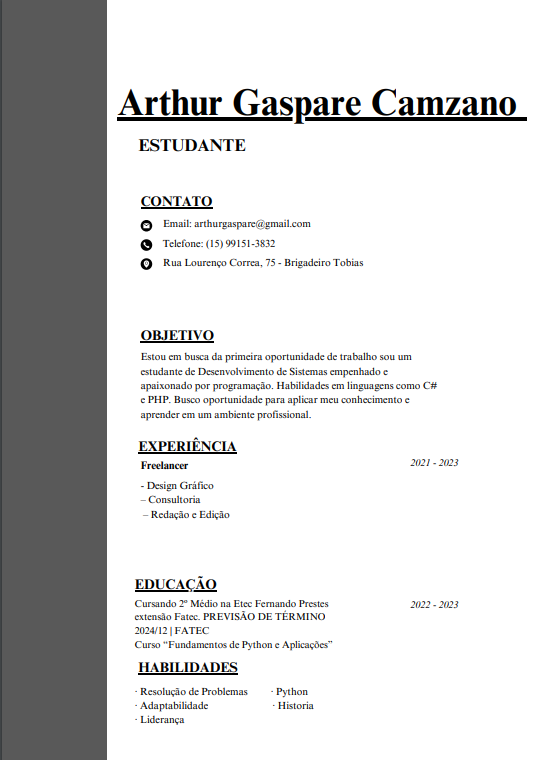 Arthur Gaspare Camzano
ESTUDANTE
CONTATO
Email: arthurgaspare@gmail.com
Telefone: (15) 99151-3832
Rua Lourenço Correa, 75 - Brigadeiro Tobias
OBJETIVO
Estou em busca da primeira oportunidade de trabalho sou um
estudante de Desenvolvimento de Sistemas empenhado e
apaixonado por programação. Habilidades em linguagens como C#
e PHP. Busco oportunidade para aplicar meu conhecimento e
aprender em um ambiente profissional.
EXPERIÊNCIA
Freelancer 2021 - 2023
- Design Gráfico
– Consultoria
– Redação e Edição
EDUCAÇÃO
Cursando 2º Médio na Etec Fernando Prestes 2022 - 2023
extensão Fatec. PREVISÃO DE TÉRMINO
2024/12 | FATEC
Curso “Fundamentos de Python e Aplicações”
HABILIDADES
· Resolução de Problemas · Python
· Adaptabilidade · Historia
· Liderança